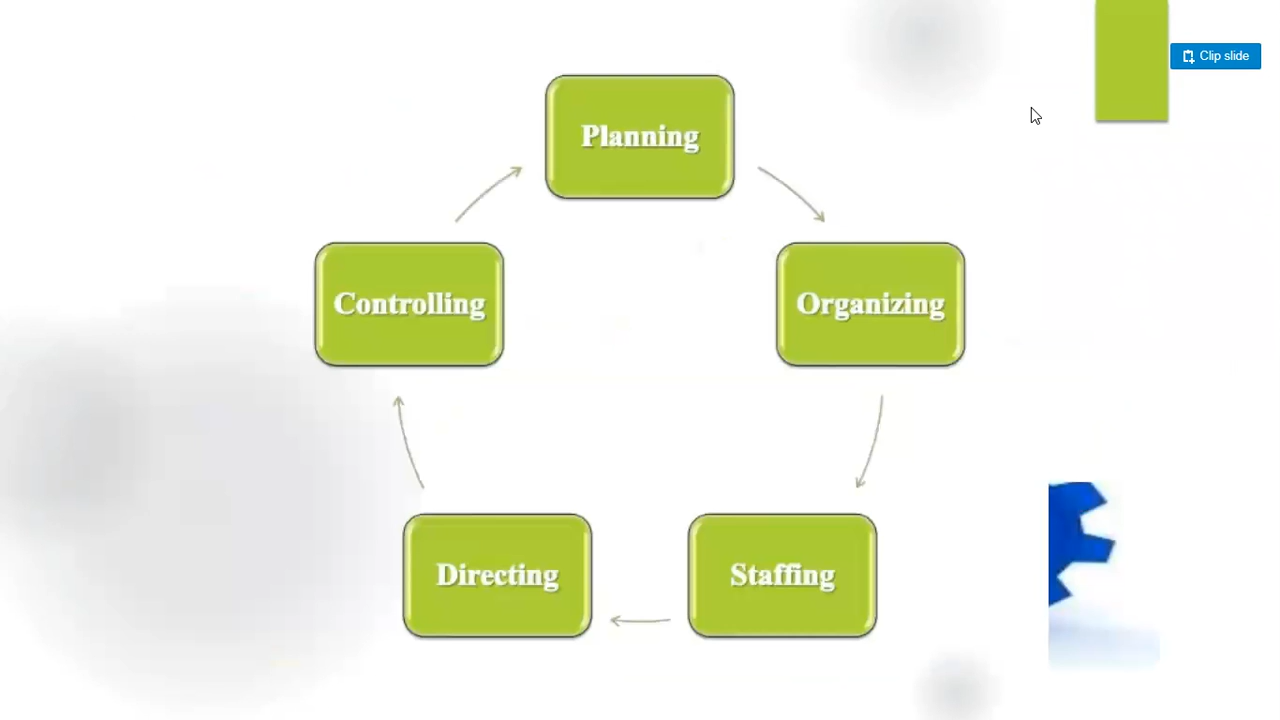 Clip slide
Planning
Controlling
Organizing
Directing
Staffing